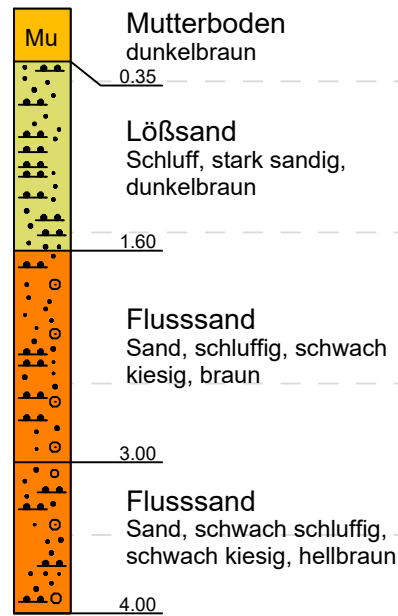 Mu
Mutterboden
dunkelbraun
0.35
Lößsand
Schluff, stark sandig,
dunkelbraun
1.60
Flusssand
Sand, schluffig, schwach
kiesig, braun
3.00
Flusssand
Sand, schwach schluffig,
schwach kiesig, hellbraun
4.00